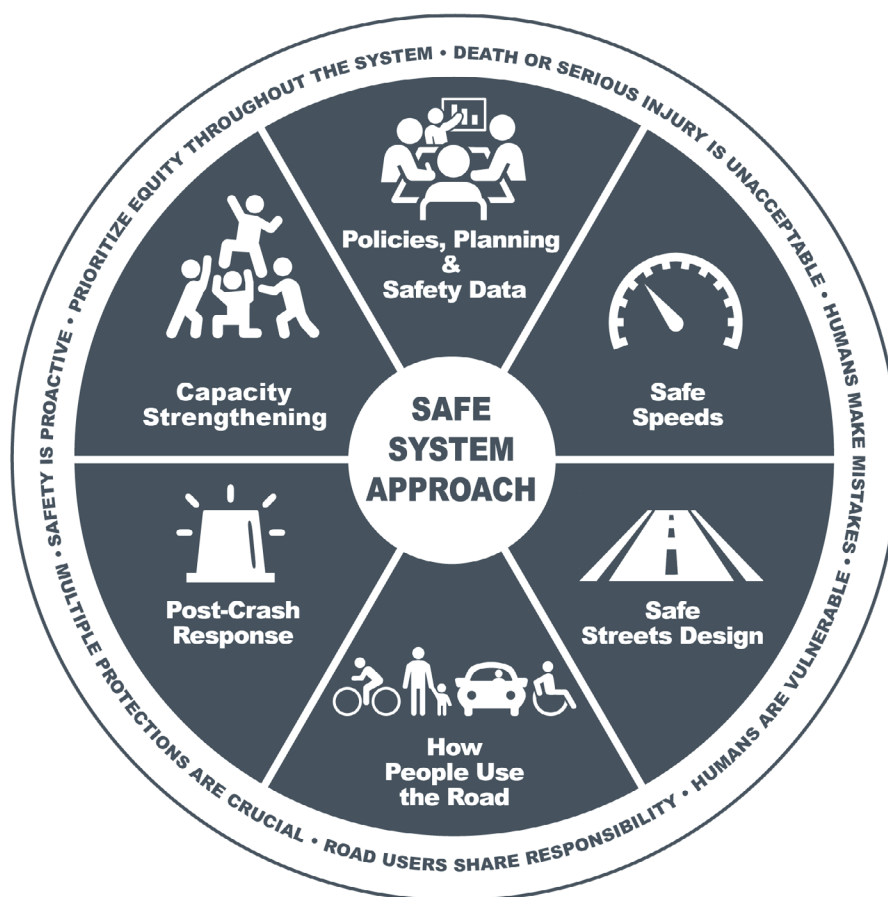 PRIORITIZE EQUITY THROUGHOUT THE SYSTEM • DEATH OR SERIOUS INJURY IS UNACCEPTABLE • HUMANS MAKE MISTAKES • HUMANS ARE VULNERABLE • ROAD USERS SHARE RESPONSIBILITY • MULTIPLE PROTECTIONS ARE CRUCIAL • SAFETY IS PROACTIVE •
Policies, Planning
&
Safety Data
Safe
Speeds
Safe
Streets Design
How
People Use
the Road
Post-Crash
Response
Capacity
Strengthening
SAFE
SYSTEM
APPROACH